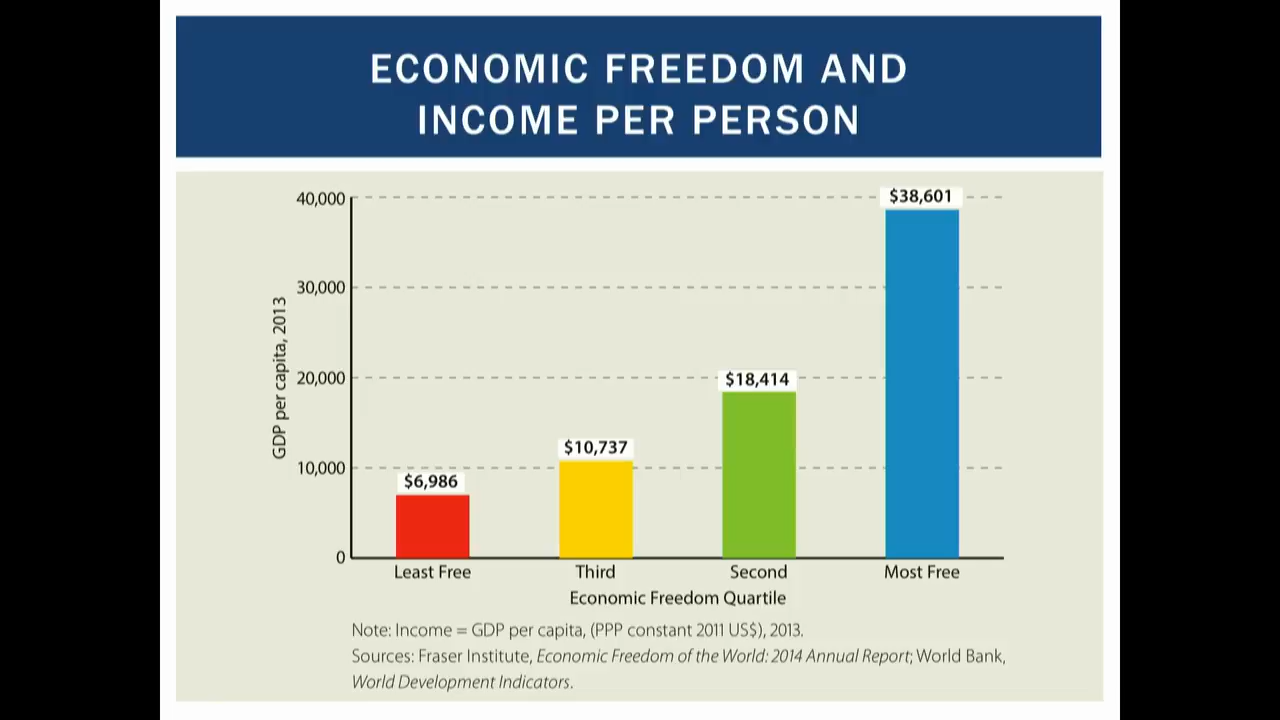 ECONOMIC FREEDOM AND
INCOME PER PERSON
GDP per capita, 2013
40,000
30,000
20,000
10,000
0
$6,986
$10,737
$18,414
$38,601
Least Free
Third
Second
Most Free
Economic Freedom Quartile
Note: Income = GDP per capita, (PPP constant 2011 US$), 2013.
Sources: Fraser Institute, Economic Freedom of the World: 2014 Annual Report; World Bank,
World Development Indicators.